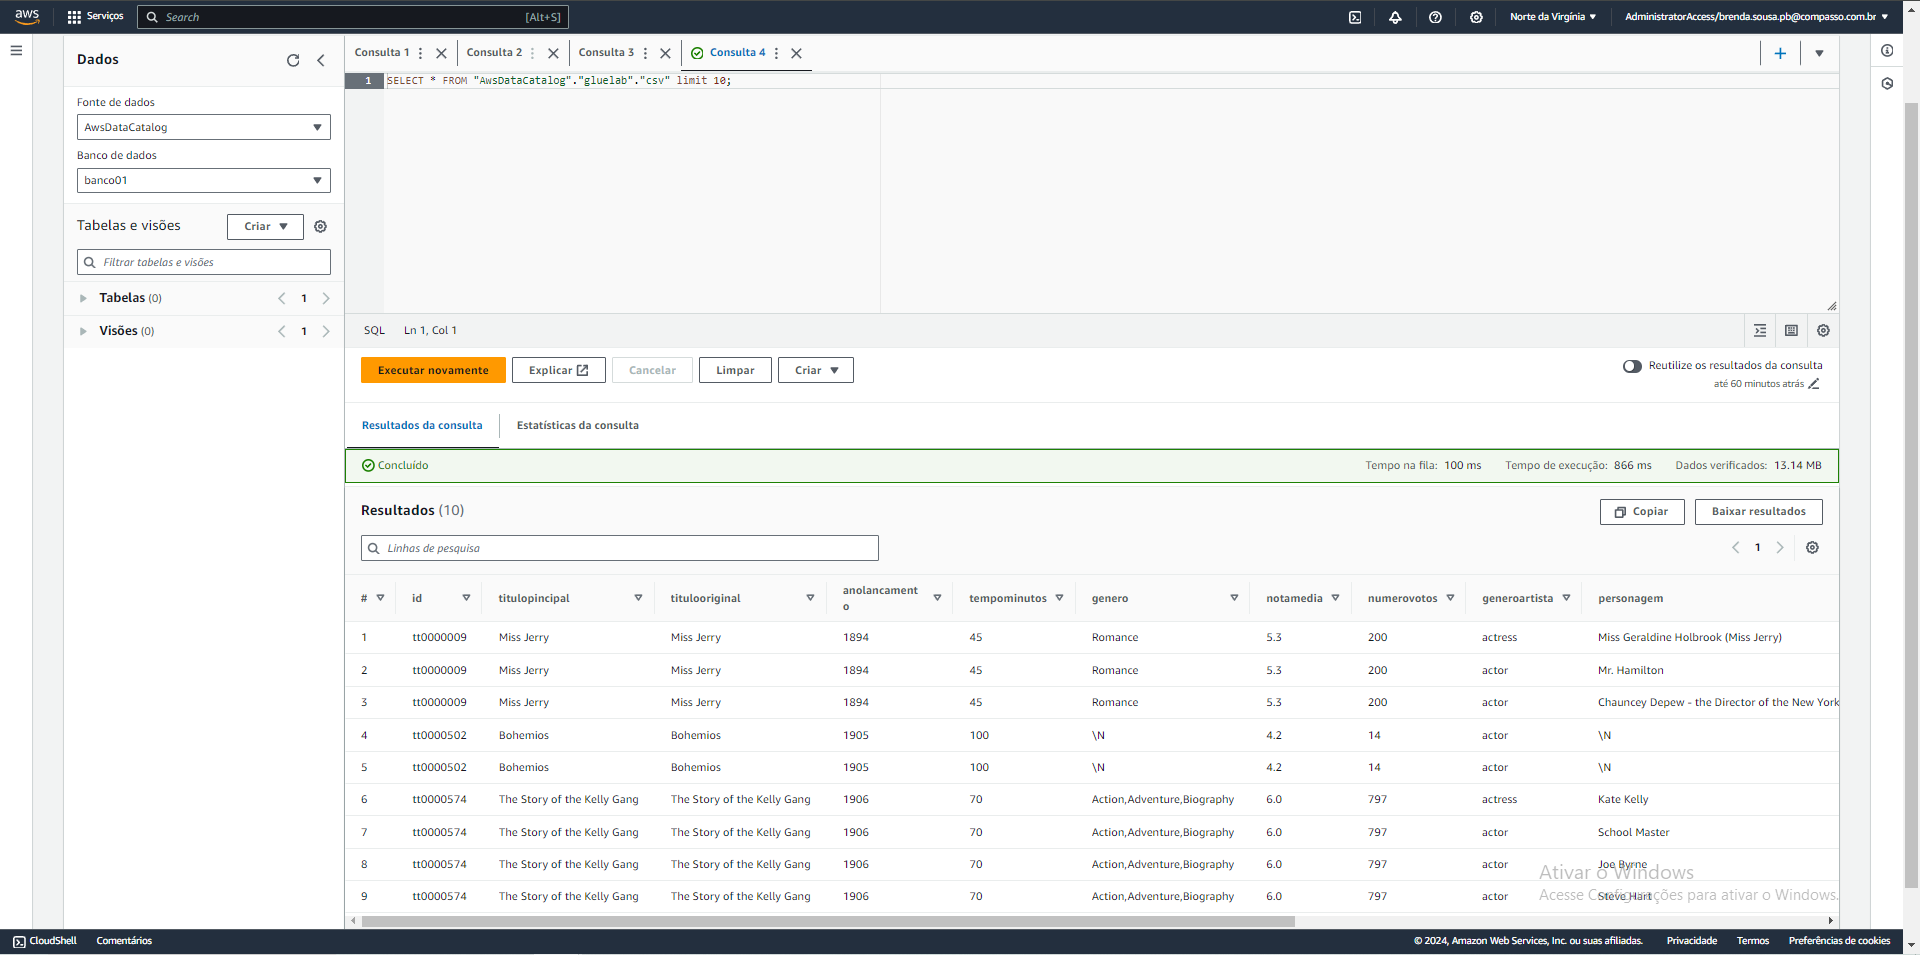 aws Serviços Search [Alt+S] Norte da Virgínia AdministratorAccess/brenda.sousa.pb@compasso.com.br
Dados
Fonte de dados
AwsDataCatalog
Banco de dados
banco01
Tabelas e visões Criar
Filtrar tabelas e visões
Tabelas (0) 1
Visões (0) 1
Consulta 1 Consulta 2 Consulta 3 Consulta 4
1 SELECT * FROM "AwsDataCatalog"."gluelab"."csv" limit 10;
SQL Ln 1, Col 1
Executar novamente Explicar Cancelar Limpar Criar
Reutilize os resultados da consulta
até 60 minutos atrás
Resultados da consulta Estatísticas da consulta
Concluído Tempo na fila: 100 ms Tempo de execução: 866 ms Dados verificados: 13.14 MB
Resultados (10) Copiar Baixar resultados
Linhas de pesquisa 1
# id titulopincipal titulooriginal anolancamento tempominutos genero notamedia numerovotos generoartista personagem
1 tt0000009 Miss Jerry Miss Jerry 1894 45 Romance 5.3 200 actress Miss Geraldine Holbrook (Miss Jerry)
2 tt0000009 Miss Jerry Miss Jerry 1894 45 Romance 5.3 200 actor Mr. Hamilton
3 tt0000009 Miss Jerry Miss Jerry 1894 45 Romance 5.3 200 actor Chauncey Depew - the Director of the New York
4 tt0000502 Bohemios Bohemios 1905 100 \N 4.2 14 actor \N
5 tt0000502 Bohemios Bohemios 1905 100 \N 4.2 14 actor \N
6 tt0000574 The Story of the Kelly Gang The Story of the Kelly Gang 1906 70 Action,Adventure,Biography 6.0 797 actress Kate Kelly
7 tt0000574 The Story of the Kelly Gang The Story of the Kelly Gang 1906 70 Action,Adventure,Biography 6.0 797 actor School Master
8 tt0000574 The Story of the Kelly Gang The Story of the Kelly Gang 1906 70 Action,Adventure,Biography 6.0 797 actor Joe Byrne
9 tt0000574 The Story of the Kelly Gang The Story of the Kelly Gang 1906 70 Action,Adventure,Biography 6.0 797 actor Steve Hart
Ativar o Windows
Acesse Configurações para ativar o Windows.
CloudShell Comentários © 2024, Amazon Web Services, Inc. ou suas afiliadas. Privacidade Termos Preferências de cookies